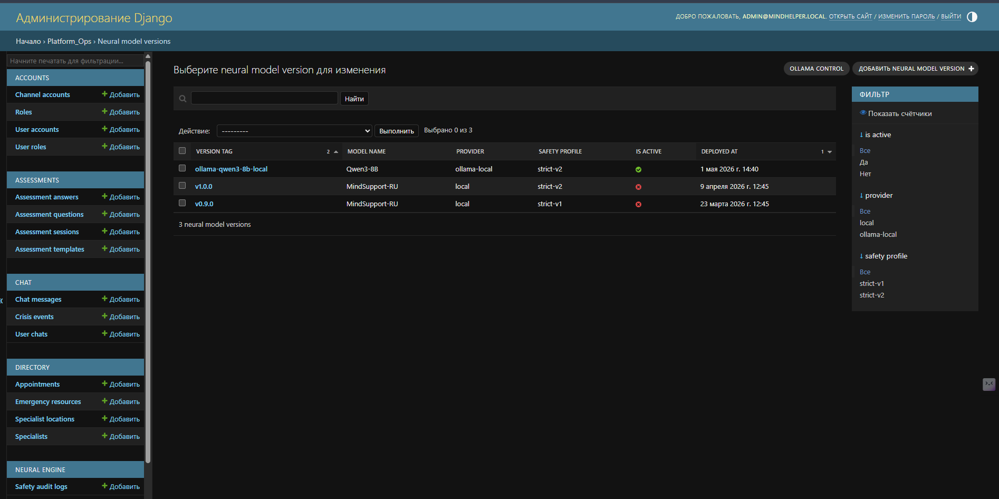 Администрирование Django
ДОБРО ПОЖАЛОВАТЬ, ADMIN@MINDHELPER.LOCAL. ОТКРЫТЬ САЙТ / ИЗМЕНИТЬ ПАРОЛЬ / ВЫЙТИ
Начало › Platform_Ops › Neural model versions
Начните печатать для фильтрации...
ACCOUNTS
Channel accounts Добавить
Roles Добавить
User accounts Добавить
User roles Добавить
ASSESSMENTS
Assessment answers Добавить
Assessment questions Добавить
Assessment sessions Добавить
Assessment templates Добавить
CHAT
Chat messages Добавить
Crisis events Добавить
User chats Добавить
DIRECTORY
Appointments Добавить
Emergency resources Добавить
Specialist locations Добавить
Specialists Добавить
NEURAL ENGINE
Safety audit logs Добавить
«
Выберите neural model version для изменения
OLLAMA CONTROL
ДОБАВИТЬ NEURAL MODEL VERSION
Найти
Действие: --------- Выполнить Выбрано 0 из 3
VERSION TAG 2 MODEL NAME PROVIDER SAFETY PROFILE IS ACTIVE DEPLOYED AT 1
ollama-qwen3-8b-local Qwen3-8B ollama-local strict-v2 1 мая 2026 г. 14:40
v1.0.0 MindSupport-RU local strict-v2 9 апреля 2026 г. 12:45
v0.9.0 MindSupport-RU local strict-v1 23 марта 2026 г. 12:45
3 neural model versions
ФИЛЬТР
Показать счётчики
↓ is active
Все
Да
Нет
↓ provider
Все
local
ollama-local
↓ safety profile
Все
strict-v1
strict-v2